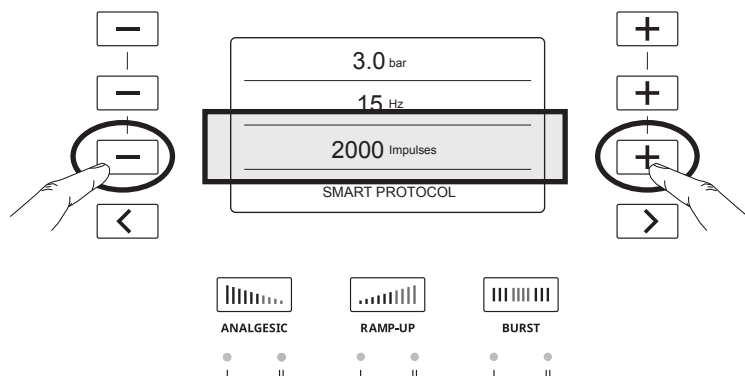 3.0 bar
15 Hz
2000 Impulses
SMART PROTOCOL
ANALGESIC RAMP-UP BURST
I II I II I II